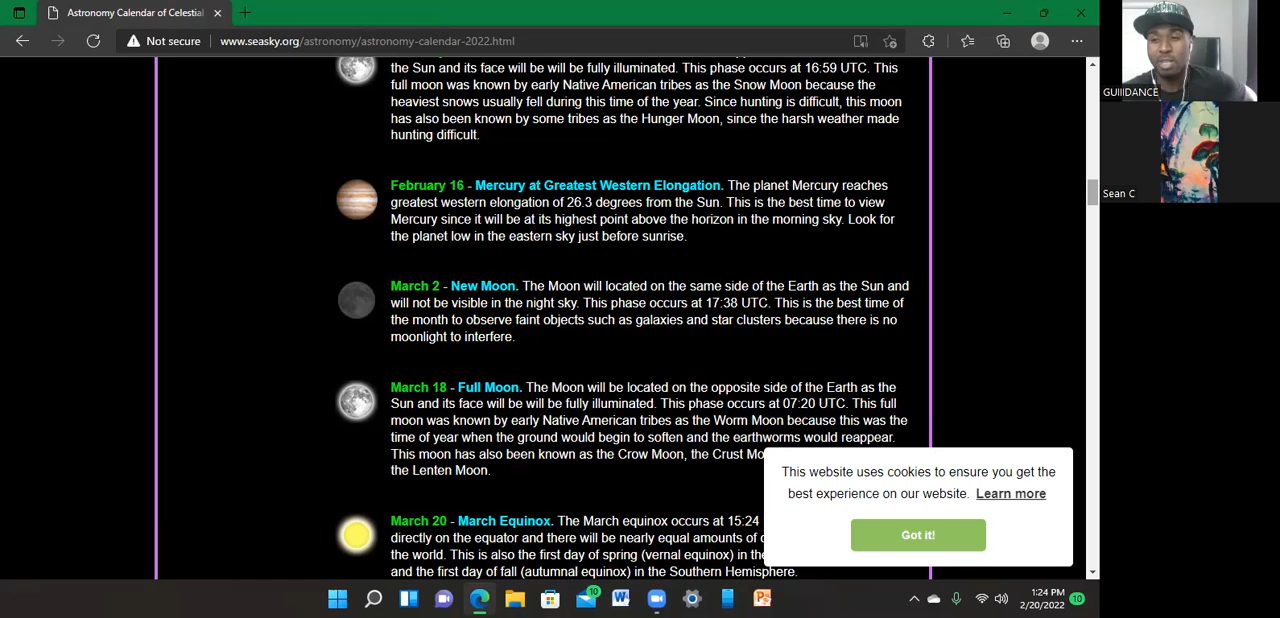 Astronomy Calendar of Celestial
Not secure
www.seasky.org/astronomy/astronomy-calendar-2022.html
the Sun and its face will be will be fully illuminated. This phase occurs at 16:59 UTC. This
full moon was known by early Native American tribes as the Snow Moon because the
heaviest snows usually fell during this time of the year. Since hunting is difficult, this moon
has also been known by some tribes as the Hunger Moon, since the harsh weather made
hunting difficult.
February 16 - Mercury at Greatest Western Elongation. The planet Mercury reaches
greatest western elongation of 26.3 degrees from the Sun. This is the best time to view
Mercury since it will be at its highest point above the horizon in the morning sky. Look for
the planet low in the eastern sky just before sunrise.
March 2 - New Moon. The Moon will located on the same side of the Earth as the Sun and
will not be visible in the night sky. This phase occurs at 17:38 UTC. This is the best time of
the month to observe faint objects such as galaxies and star clusters because there is no
moonlight to interfere.
March 18 - Full Moon. The Moon will be located on the opposite side of the Earth as the
Sun and its face will be will be fully illuminated. This phase occurs at 07:20 UTC. This full
moon was known by early Native American tribes as the Worm Moon because this was the
time of year when the ground would begin to soften and the earthworms would reappear.
This moon has also been known as the Crow Moon, the Crust Mo
the Lenten Moon.
March 20 - March Equinox. The March equinox occurs at 15:24
directly on the equator and there will be nearly equal amounts of
the world. This is also the first day of spring (vernal equinox) in the
and the first day of fall (autumnal equinox) in the Southern Hemisphere.
This website uses cookies to ensure you get the
best experience on our website. Learn more
Got it!
GUIIIDANCE
Sean C
10
1:24 PM
2/20/2022
10